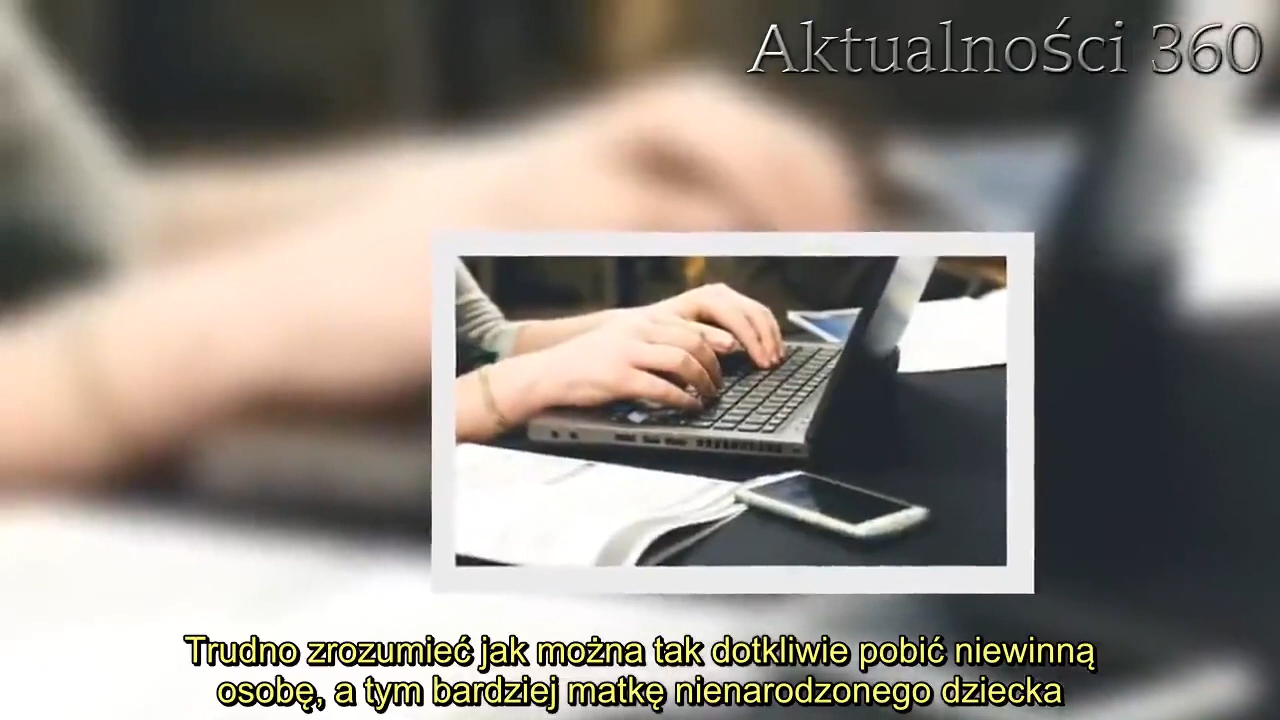 Aktualności 360
Trudno zrozumieć jak można tak dotkliwie pobić niewinną
osobę, a tym bardziej matkę nienarodzonego dziecka